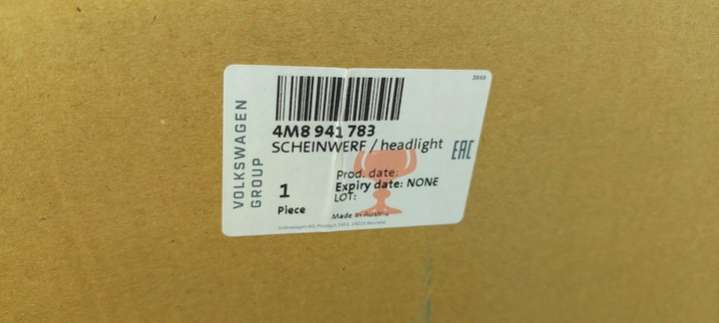 VOLKSWAGEN
GROUP
4M8 941 783
SCHEINWERF / headlight
EAC
1
Piece
Prod. date:
Expiry date: NONE
LOT:
Made in Austria